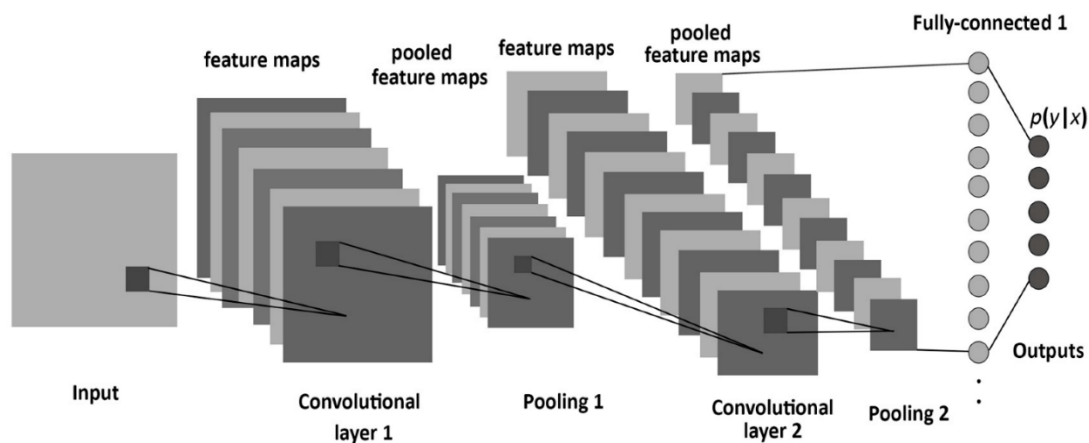 Fully-connected 1
pooled
feature maps
feature maps
pooled
feature maps
feature maps
p(y|x)
Outputs
Input
Convolutional
layer 1
Pooling 1
Convolutional
layer 2
Pooling 2